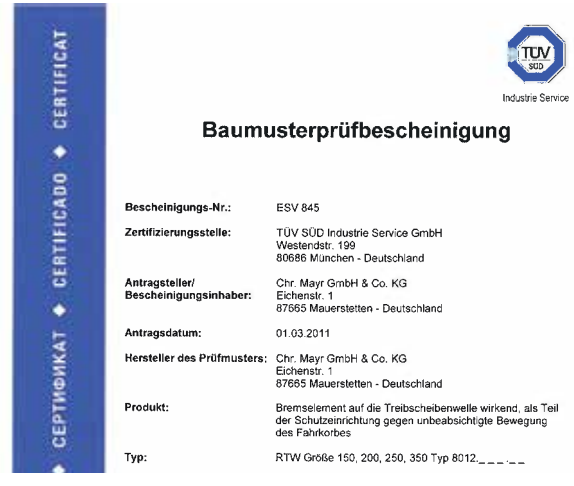 CERTIFICAT
CERTIFICADO
СЕРТИФИКАТ
TÜV
SÜD
Industrie Service
Baumusterprüfbescheinigung
Bescheinigungs-Nr.: ESV 845
Zertifizierungsstelle: TÜV SÜD Industrie Service GmbH
Westendstr. 199
80686 München - Deutschland
Antragsteller/ Chr. Mayr GmbH & Co. KG
Bescheinigungsinhaber: Eichenstr. 1
87665 Mauerstetten - Deutschland
Antragsdatum: 01.03.2011
Hersteller des Prüfmusters: Chr. Mayr GmbH & Co. KG
Eichenstr. 1
87665 Mauerstetten - Deutschland
Produkt: Bremselement auf die Treibscheibenwelle wirkend, als Teil
der Schutzeinrichtung gegen unbeabsichtigte Bewegung
des Fahrkorbes
Typ: RTW Größe 150, 200, 250, 350 Typ 8012._ _ _._ _